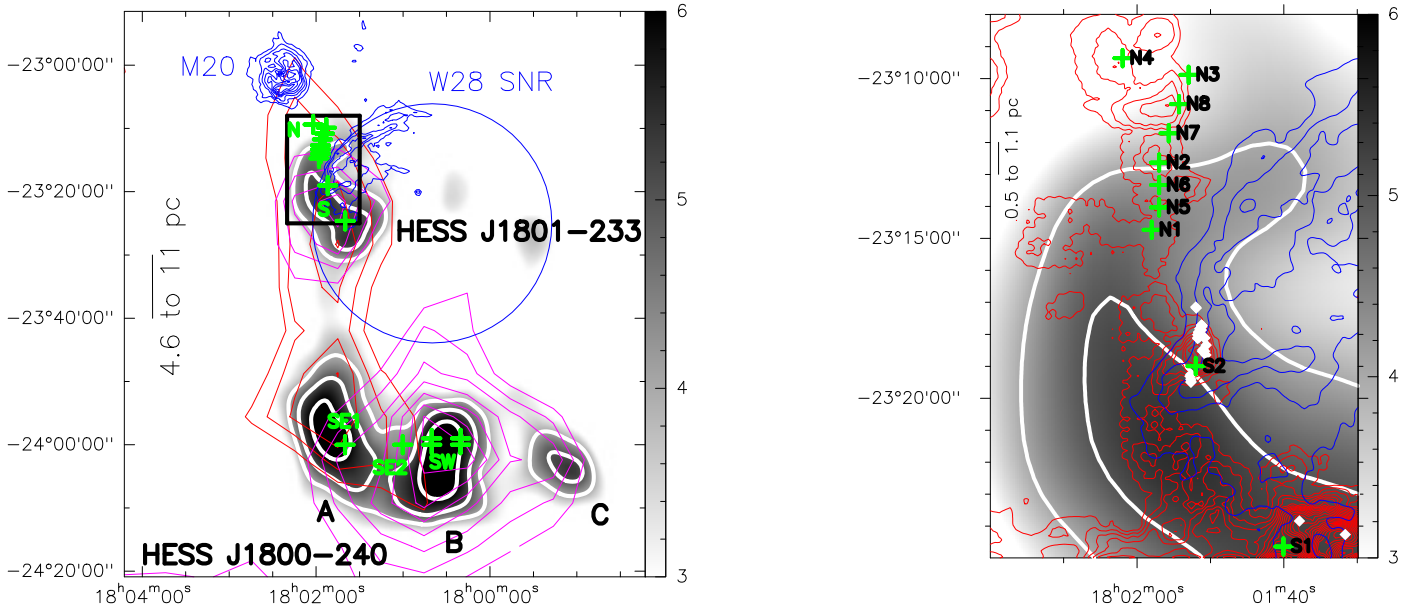 6
5
4
3
−23°00'00''
−23°20'00''
−23°40'00''
−24°00'00''
−24°20'00''
18ʰ04ᵐ00ˢ
18ʰ02ᵐ00ˢ
18ʰ00ᵐ00ˢ
M20
W28 SNR
N
S
HESS J1801−233
4.6 to 11 pc
SE1
SE2
SW
A
B
C
HESS J1800−240
6
5
4
3
−23°10'00''
−23°15'00''
−23°20'00''
18ʰ02ᵐ00ˢ
01ᵐ40ˢ
0.5 to 1.1 pc
N4
N3
N8
N7
N2
N6
N5
N1
S2
S1